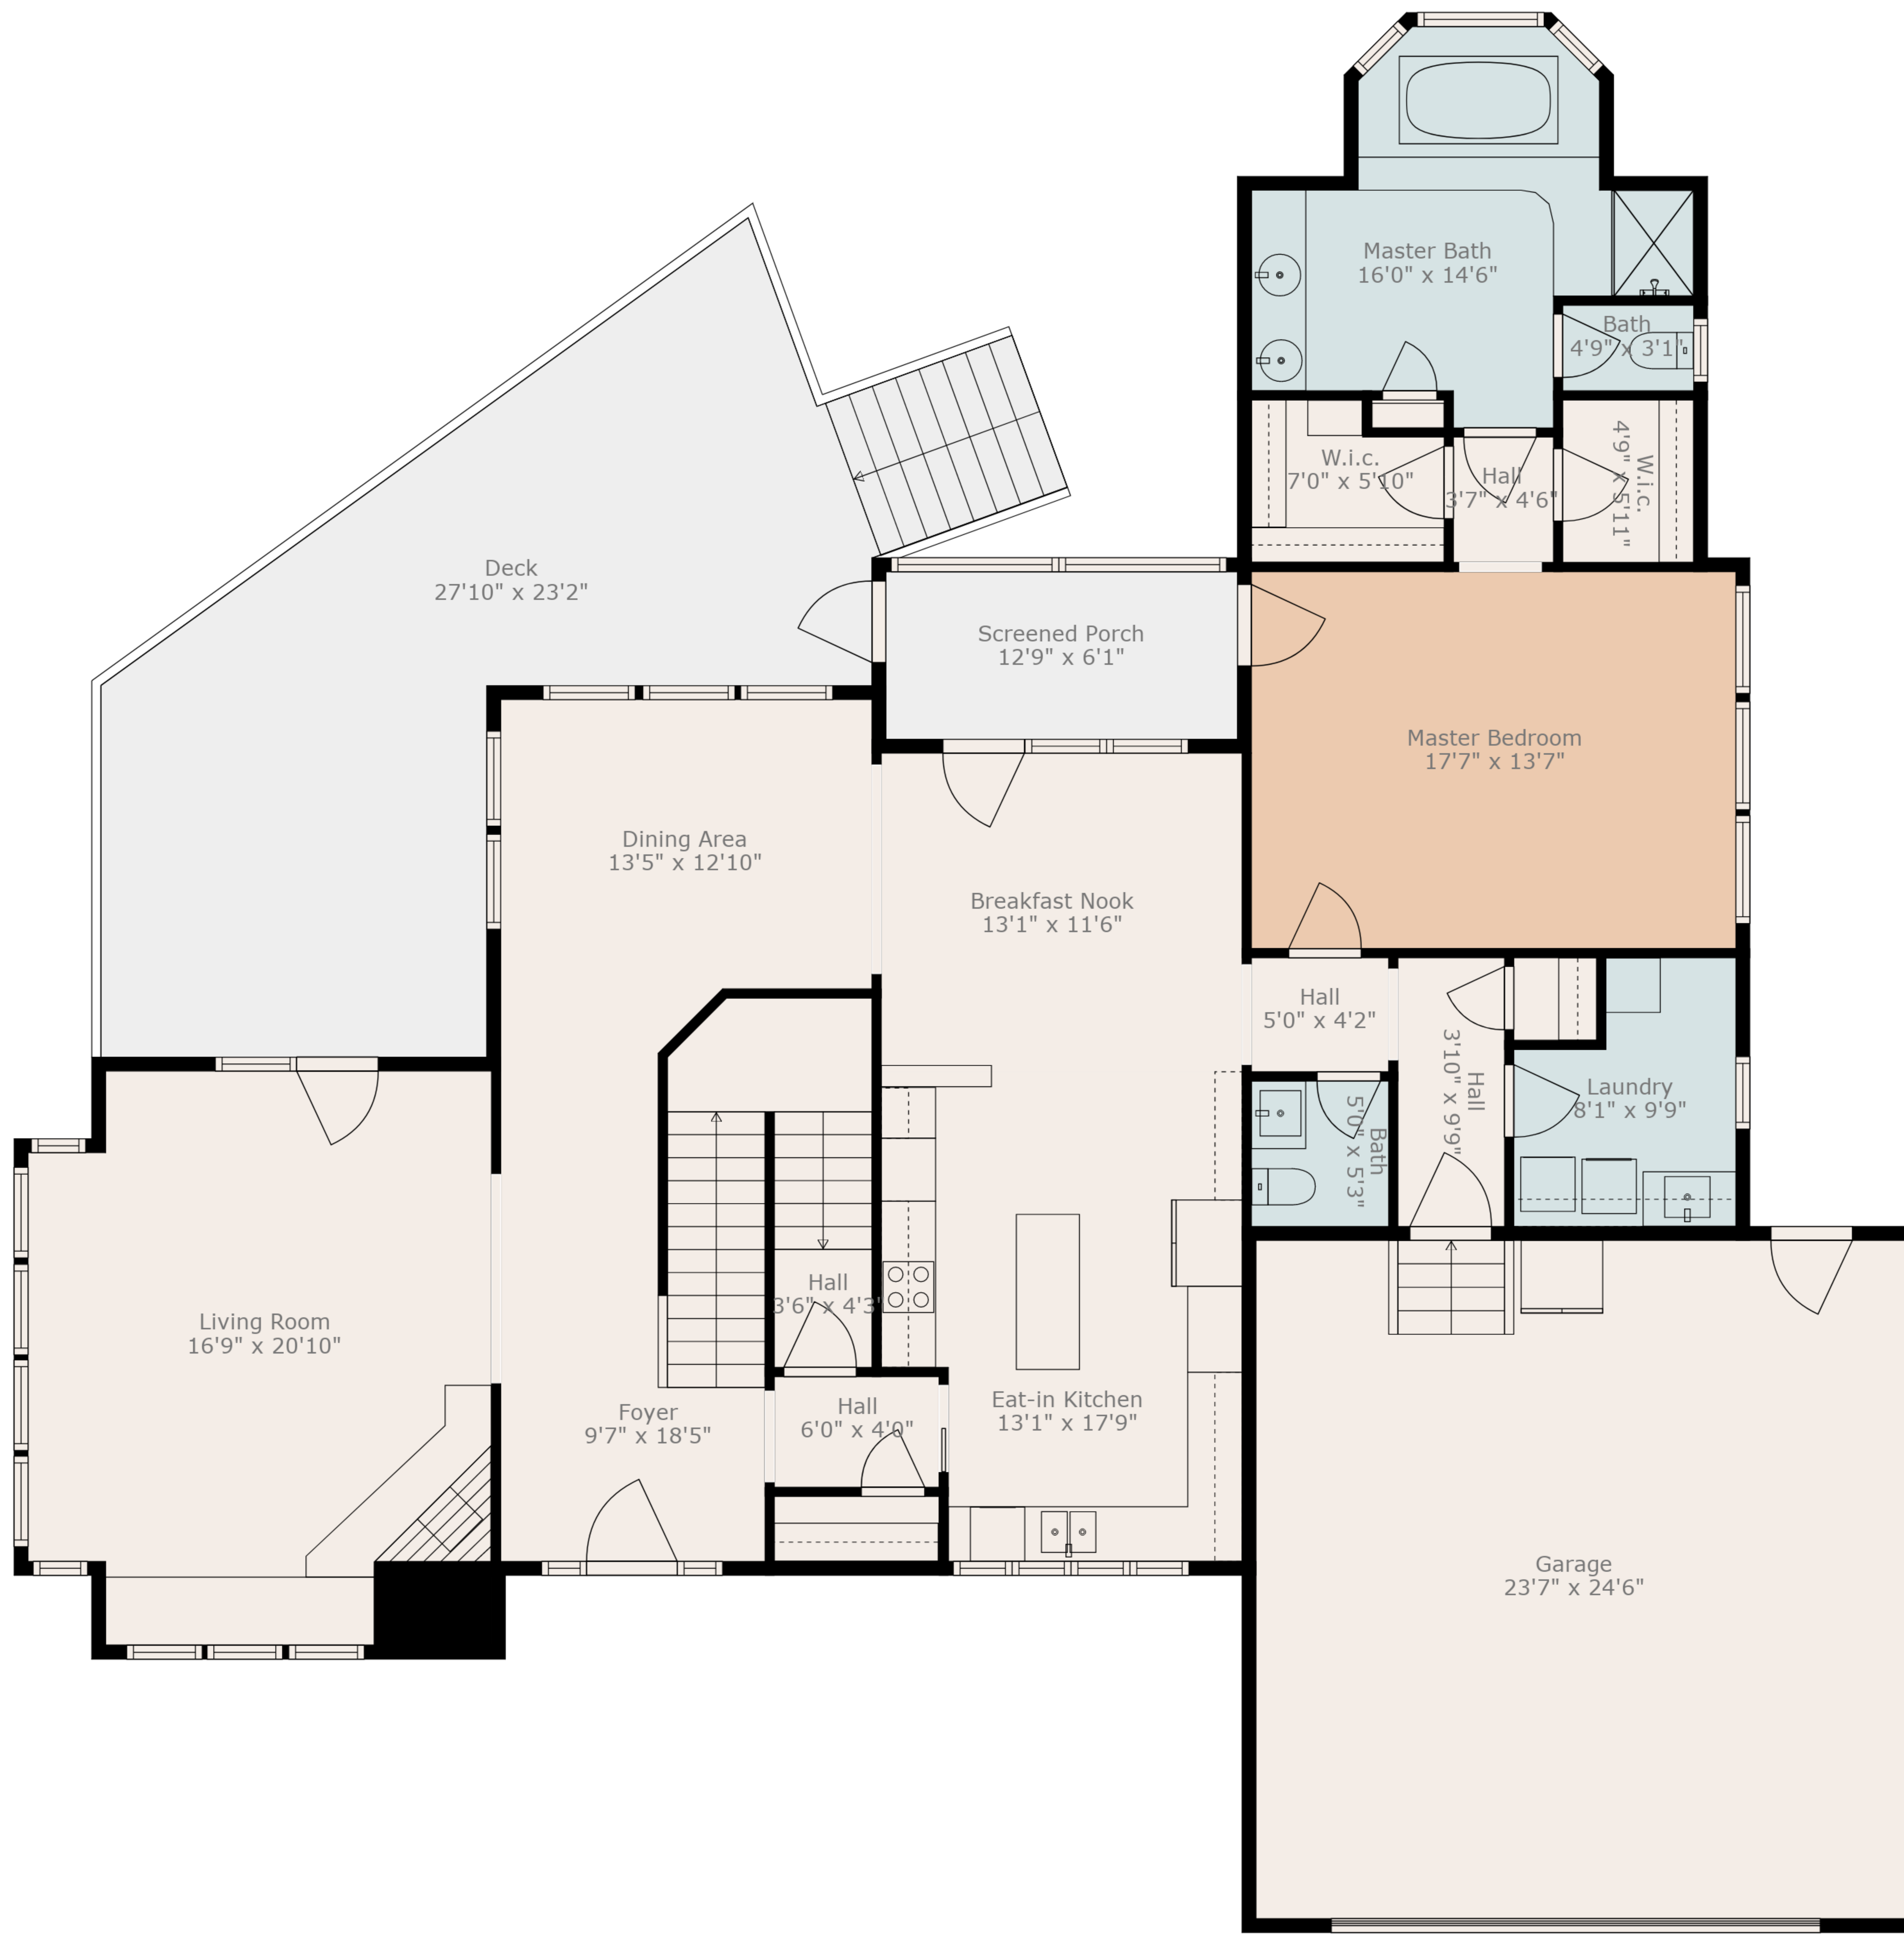 Master Bath
16'0" x 14'6"
Bath
4'9" x 3'1"
W.i.c.
7'0" x 5'10"
Hall
3'7" x 4'6"
W.i.c.
4'9" x 5'11"
Deck
27'10" x 23'2"
Screened Porch
12'9" x 6'1"
Master Bedroom
17'7" x 13'7"
Dining Area
13'5" x 12'10"
Breakfast Nook
13'1" x 11'6"
Hall
5'0" x 4'2"
Hall
3'10" x 9'9"
Laundry
8'1" x 9'9"
Bath
5'0" x 5'3"
Hall
3'6" x 4'3"
Living Room
16'9" x 20'10"
Foyer
9'7" x 18'5"
Hall
6'0" x 4'0"
Eat-in Kitchen
13'1" x 17'9"
Garage
23'7" x 24'6"